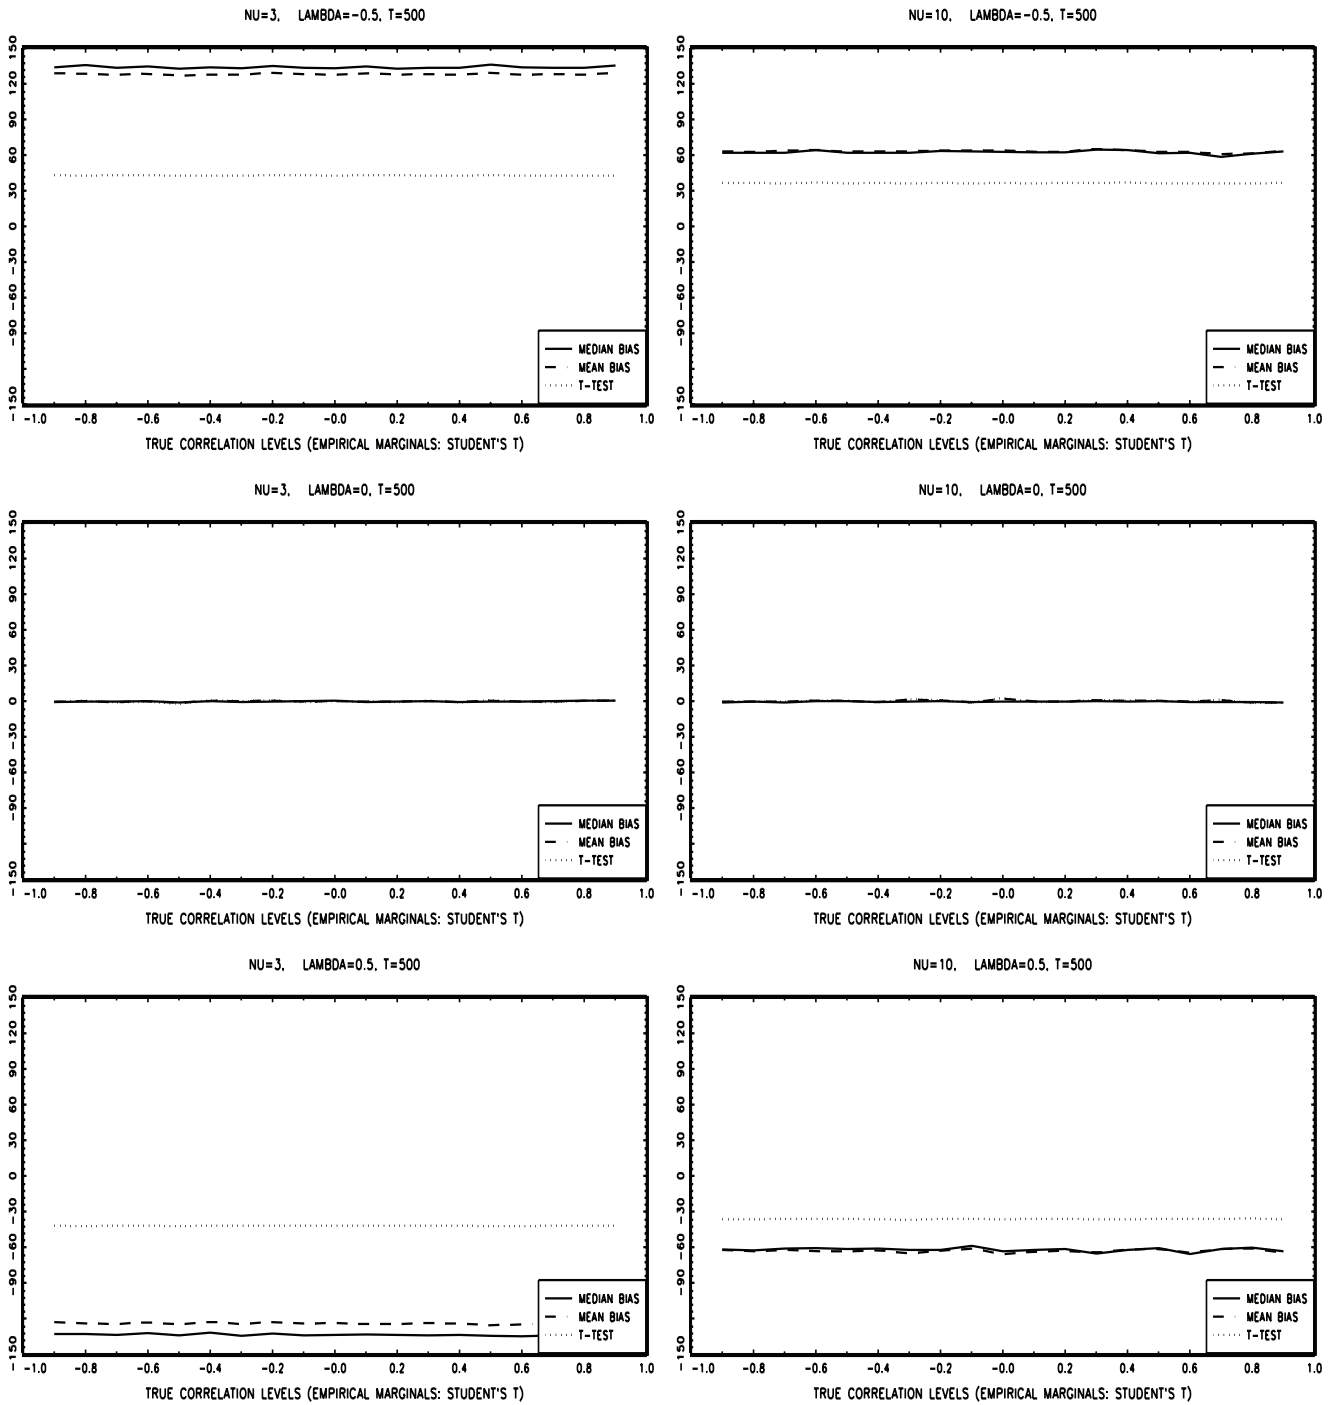 NU=3, LAMBDA=-0.5, T=500
150
120
90
60
30
0
-30
-60
-90
-150
MEDIAN BIAS
MEAN BIAS
T-TEST
-1.0 -0.8 -0.6 -0.4 -0.2 -0.0 0.2 0.4 0.6 0.8 1.0
TRUE CORRELATION LEVELS (EMPIRICAL MARGINALS: STUDENT'S T)
NU=10, LAMBDA=-0.5, T=500
150
120
90
60
30
0
-30
-60
-90
-150
MEDIAN BIAS
MEAN BIAS
T-TEST
-1.0 -0.8 -0.6 -0.4 -0.2 -0.0 0.2 0.4 0.6 0.8 1.0
TRUE CORRELATION LEVELS (EMPIRICAL MARGINALS: STUDENT'S T)
NU=3, LAMBDA=0, T=500
150
120
90
60
30
0
-30
-60
-90
-150
MEDIAN BIAS
MEAN BIAS
T-TEST
-1.0 -0.8 -0.6 -0.4 -0.2 -0.0 0.2 0.4 0.6 0.8 1.0
TRUE CORRELATION LEVELS (EMPIRICAL MARGINALS: STUDENT'S T)
NU=10, LAMBDA=0, T=500
150
120
90
60
30
0
-30
-60
-90
-150
MEDIAN BIAS
MEAN BIAS
T-TEST
-1.0 -0.8 -0.6 -0.4 -0.2 -0.0 0.2 0.4 0.6 0.8 1.0
TRUE CORRELATION LEVELS (EMPIRICAL MARGINALS: STUDENT'S T)
NU=3, LAMBDA=0.5, T=500
150
120
90
60
30
0
-30
-60
-90
-150
MEDIAN BIAS
MEAN BIAS
T-TEST
-1.0 -0.8 -0.6 -0.4 -0.2 -0.0 0.2 0.4 0.6 0.8 1.0
TRUE CORRELATION LEVELS (EMPIRICAL MARGINALS: STUDENT'S T)
NU=10, LAMBDA=0.5, T=500
150
120
90
60
30
0
-30
-60
-90
-150
MEDIAN BIAS
MEAN BIAS
T-TEST
-1.0 -0.8 -0.6 -0.4 -0.2 -0.0 0.2 0.4 0.6 0.8 1.0
TRUE CORRELATION LEVELS (EMPIRICAL MARGINALS: STUDENT'S T)